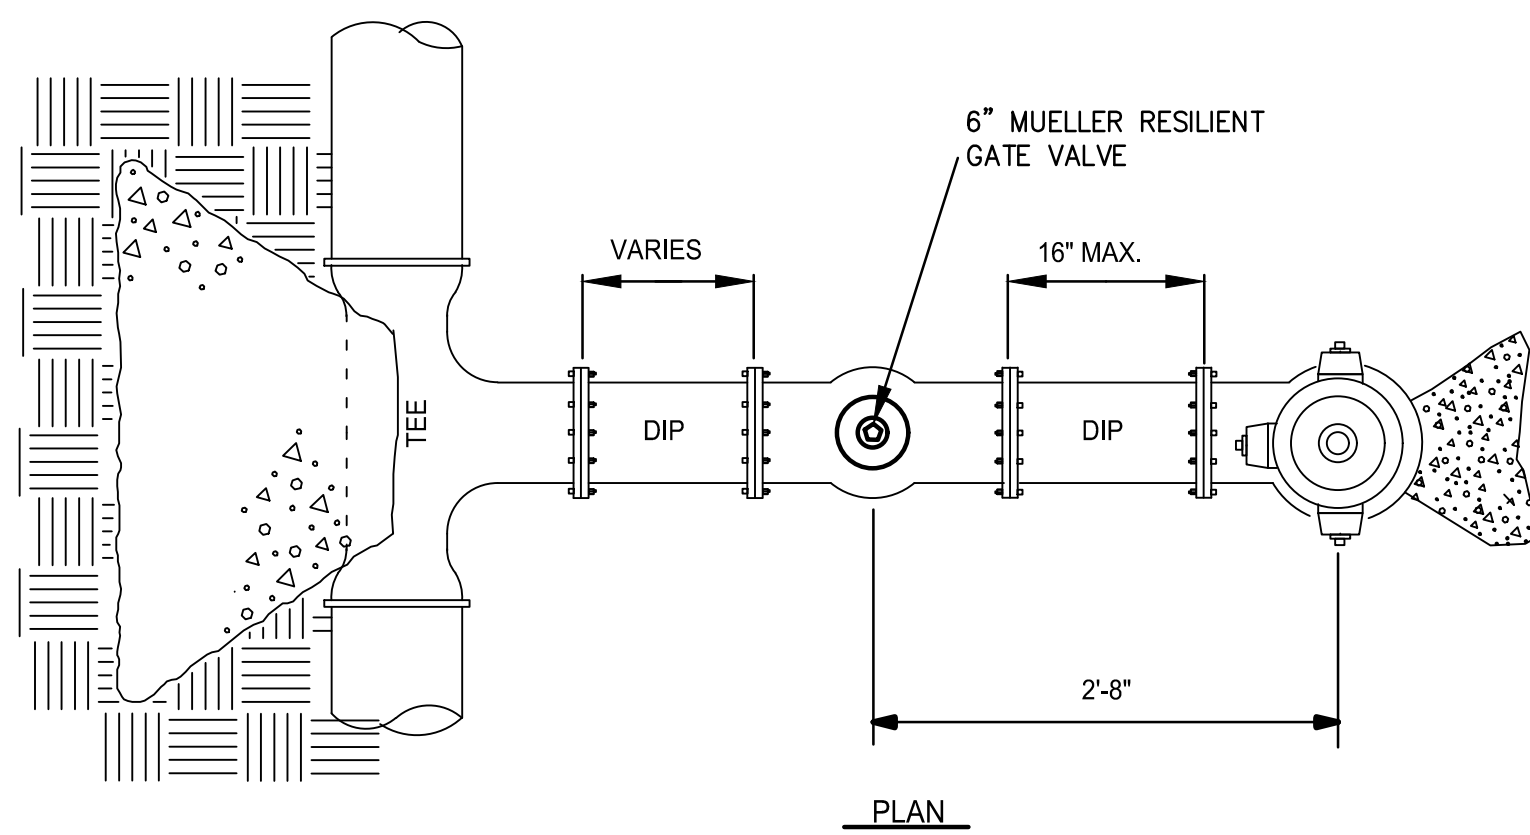 6” MUELLER RESILIENT
GATE VALVE
VARIES
16" MAX.
TEE
DIP
DIP
2'-8"
PLAN